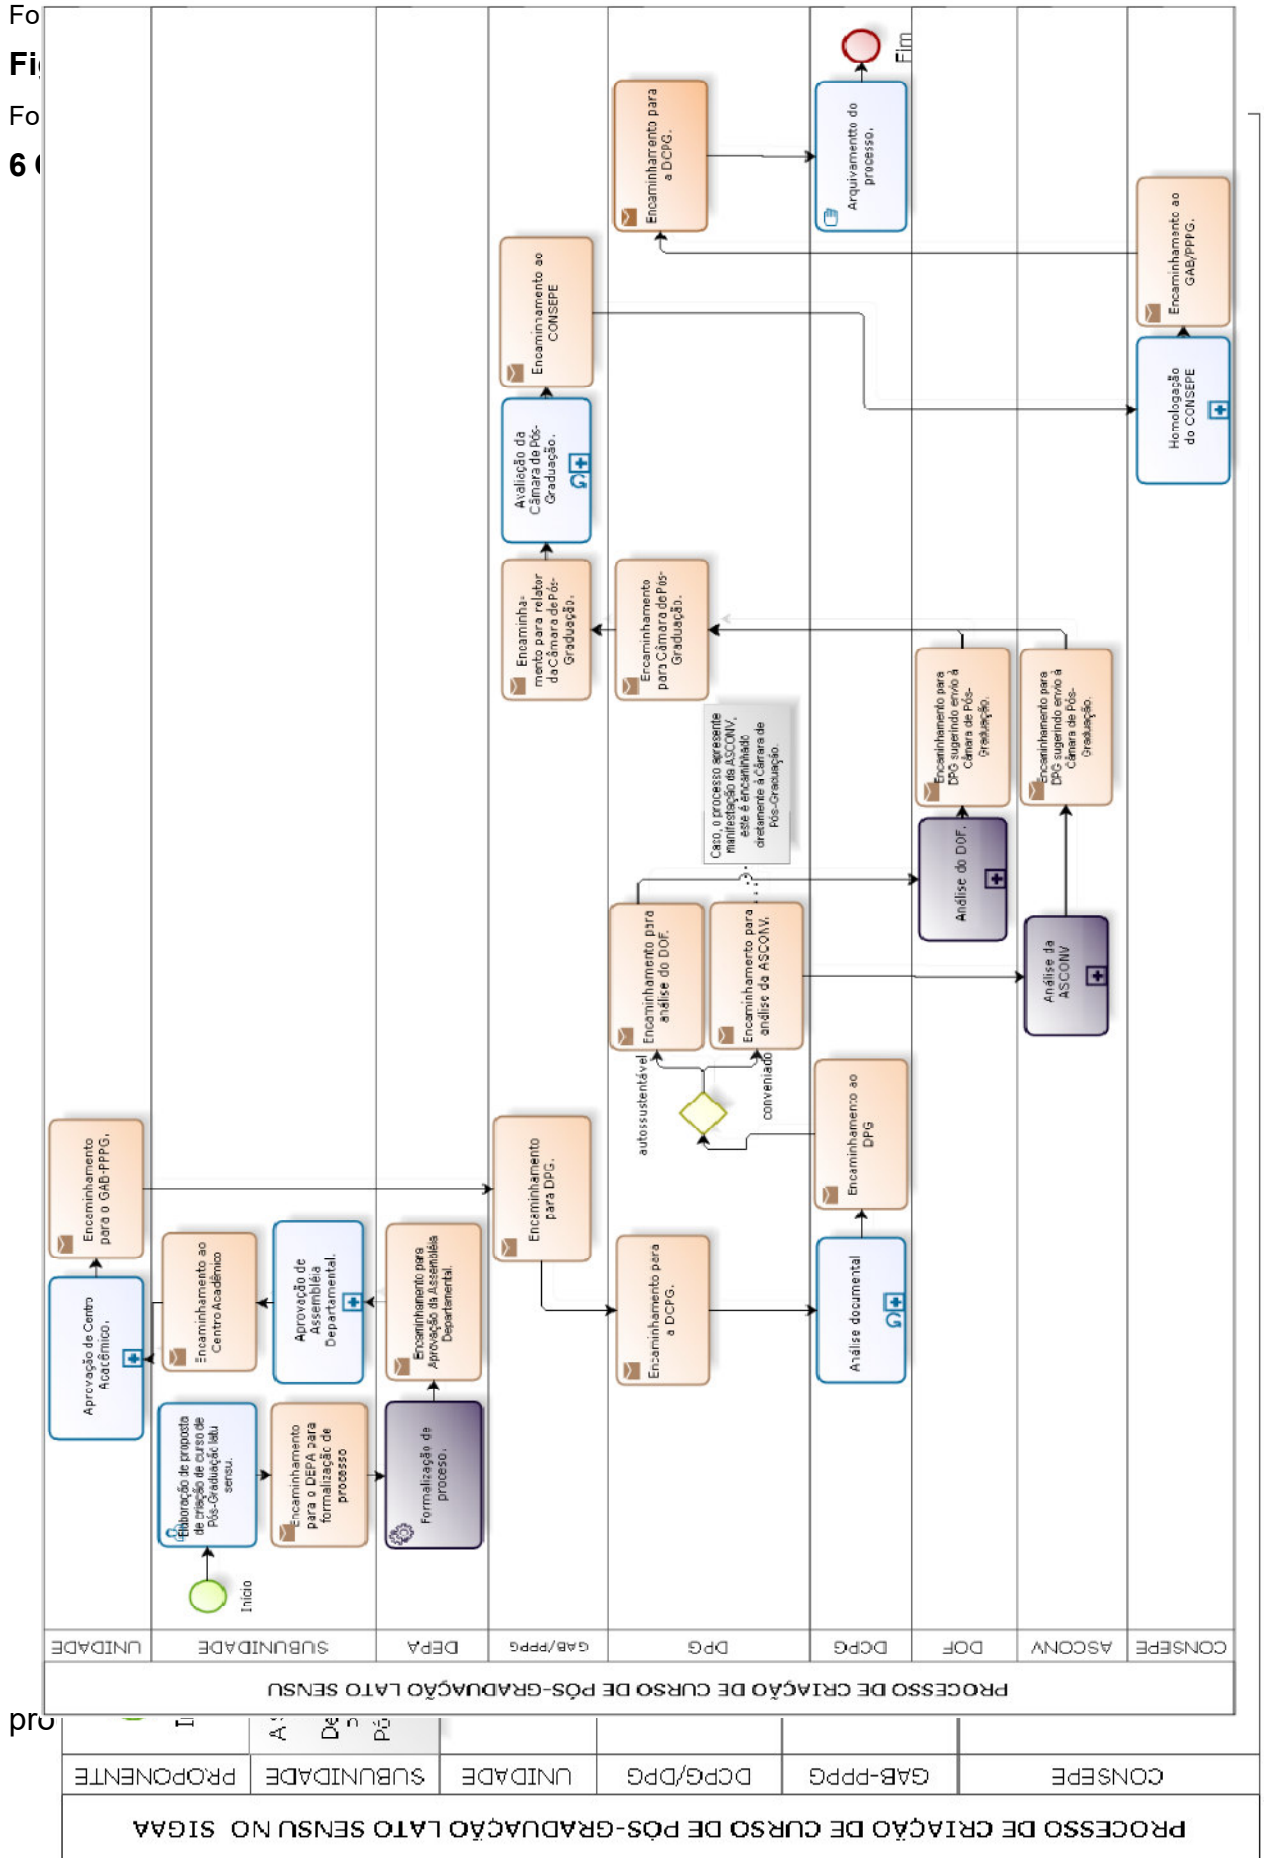 Fo
Fi
Fo
6
pro
PROCESSO DE CRIAÇÃO DE CURSO DE PÓS-GRADUAÇÃO LATO SENSU
UNIDADE
SUBUNIDADE
DEPA
GAB/PPPG
DPG
DCPG
DOF
ASCONV
CONSEPE
Início
Elaboração de proposta
de criação de curso de
Pós-Graduação latu
sensu.
Encaminhamento
para o DEPA para
formalização de
processo
Formalização de
proceso.
Encaminhamento para
Aprovação da Assembléia
Departamental.
Aprovação de
Assembléia
Departamental.
Encaminhamento ao
Centro Acadêmico
Aprovação de Centro
Acadêmico.
Encaminhamento
para o GAB-PPPG.
Encaminhamento
para DPG.
Encaminhamento para
a DCPG.
Análise documental
Encaminhamento ao
DPG
autossustentável
conveniado
Encaminhamento para
análise do DOF.
Encaminhamento para
análise da ASCONV.
Caso, o processo apresente
manifestação da ASCONV,
este é encaminhado
diretamente à Câmara de
Pós-Graduação.
Análise do DOF.
Análise da
ASCONV
Encaminhamento para
DPG sugerindo envio à
Câmara de Pós-
Graduação.
Encaminhamento para
DPG sugerindo envio à
Câmara de Pós-
Graduação.
Encaminhamento
para Câmara de Pós-
Graduação.
Encaminha-
mento para relator
da Câmara de Pós-
Graduação.
Avaliação da
Câmara de Pós-
Graduação.
Encaminhamento ao
CONSEPE
Homologação
do CONSEPE
Encaminhamento ao
GAB/PPPG.
Encaminhamento para
a DCPG.
Arquivamentto do
processo.
Fim
PROCESSO DE CRIAÇÃO DE CURSO DE PÓS-GRADUAÇÃO LATO SENSU NO SIGAA
PROPONENTE
SUBUNIDADE
UNIDADE
DCPG/DPG
GAB-PPPG
CONSEPE